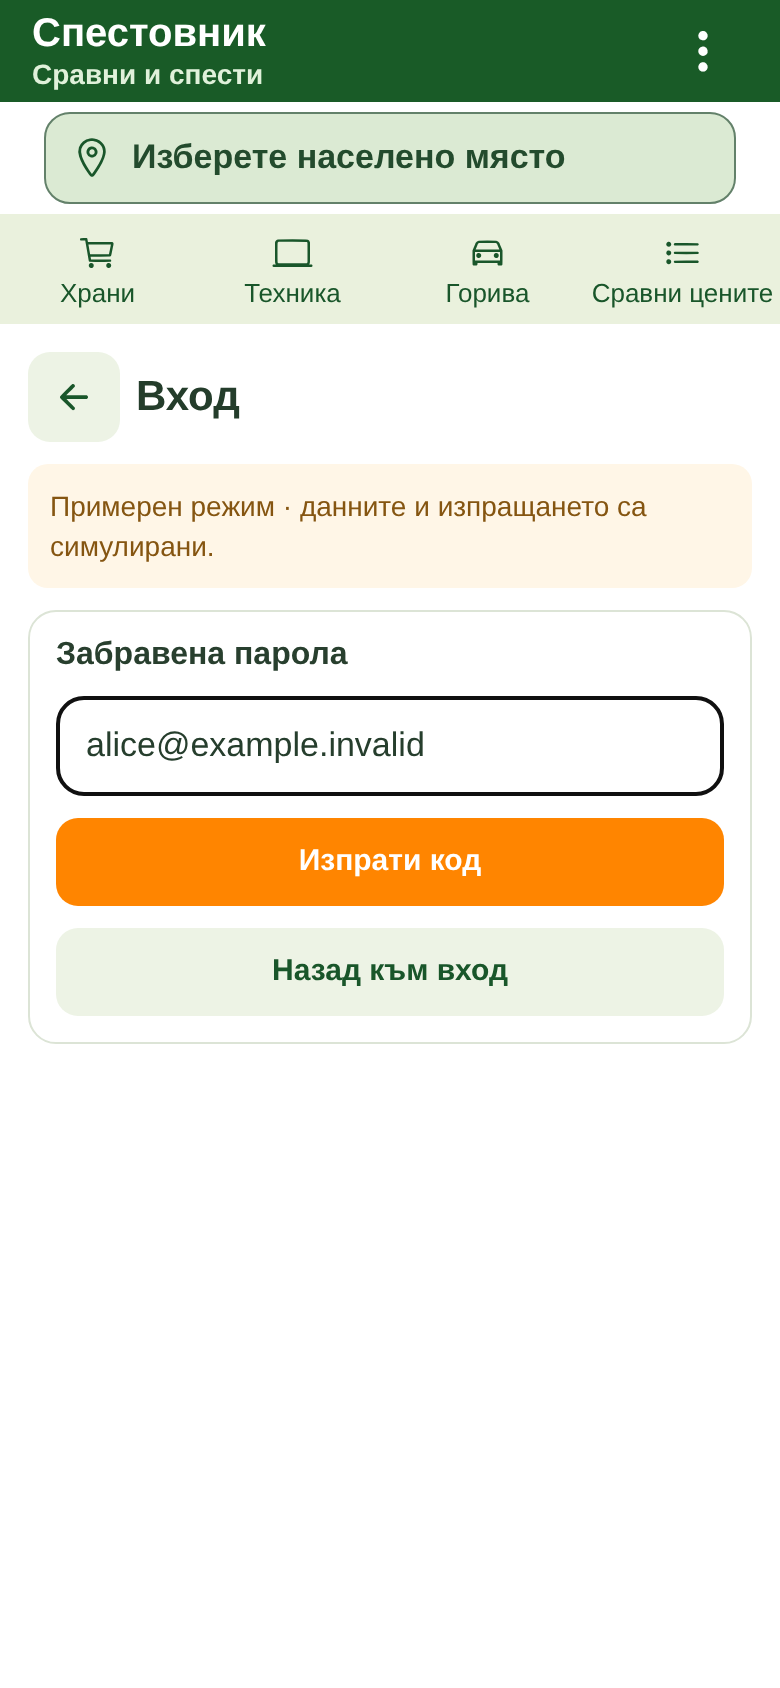 Спестовник
Сравни и спести
Изберете населено място
Храни
Техника
Горива
Сравни цените
Вход
Примерен режим · данните и изпращането са
симулирани.
Забравена парола
alice@example.invalid
Изпрати код
Назад към вход